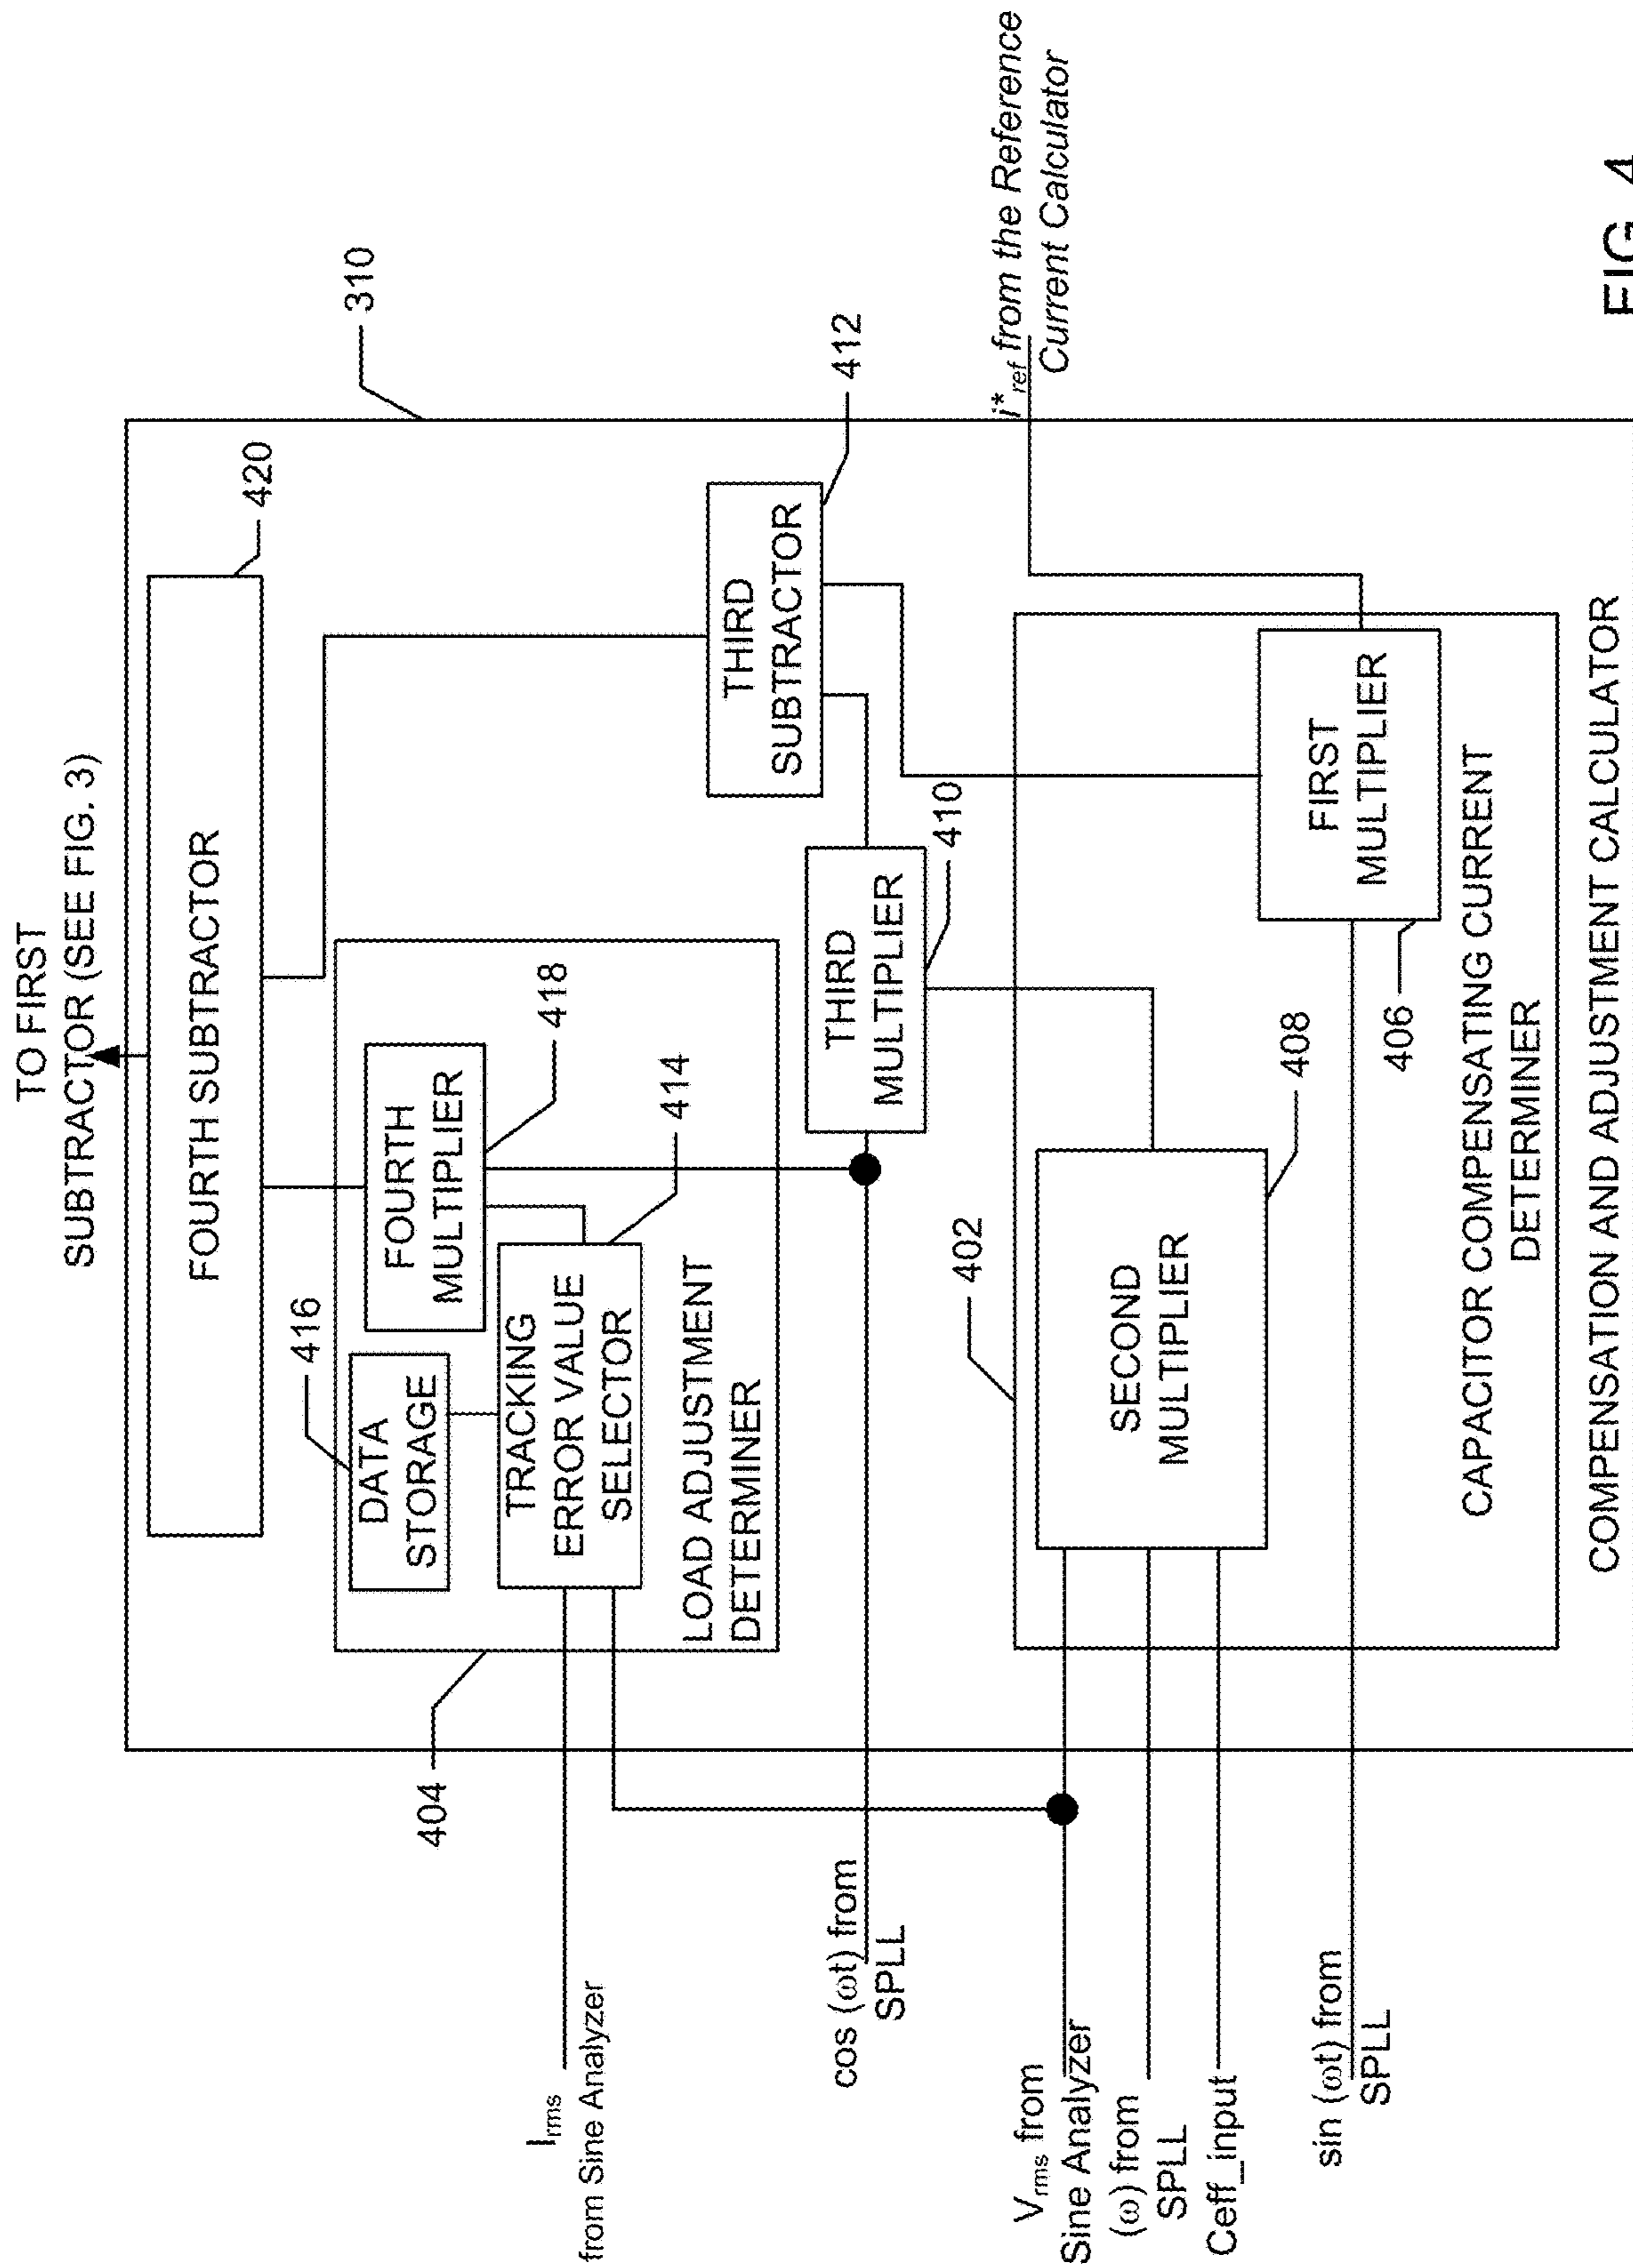 TO FIRST
SUBTRACTOR (SEE FIG. 3)
310
420
FOURTH SUBTRACTOR
416
DATA
STORAGE
FOURTH
MULTIPLIER
418
414
TRACKING
ERROR VALUE
SELECTOR
LOAD ADJUSTMENT
DETERMINER
404
THIRD
SUBTRACTOR
412
THIRD
MULTIPLIER
410
I rms
from Sine Analyzer
cos (ωt) from
SPLL
i*ref from the Reference
Current Calculator
402
SECOND
MULTIPLIER
408
FIRST
MULTIPLIER
406
CAPACITOR COMPENSATING CURRENT
DETERMINER
Vrms from
Sine Analyzer
(ω) from
SPLL
Ceff_input
sin (ωt) from
SPLL
COMPENSATION AND ADJUSTMENT CALCULATOR
FIG. 4